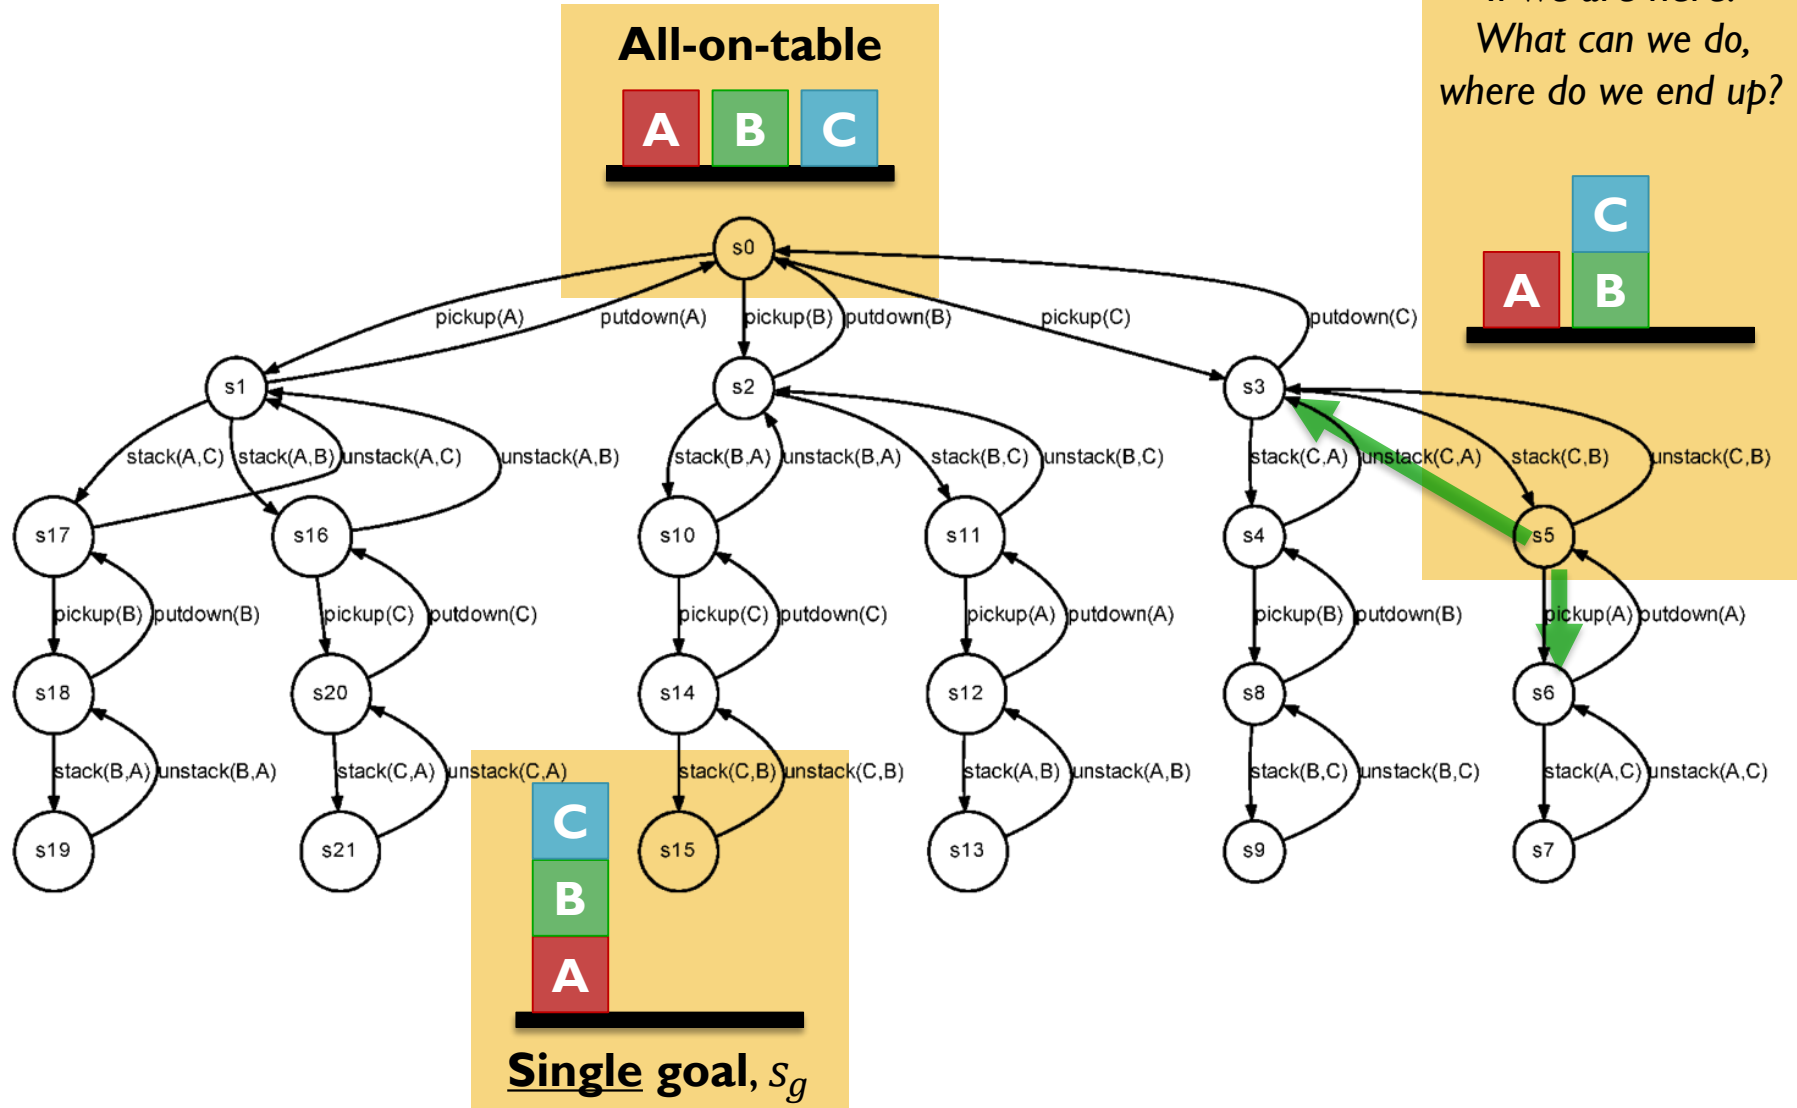 If we are here:
What can we do,
where do we end up?
All-on-table
A B C
C
A B
s0
pickup(A) putdown(A) pickup(B) putdown(B) pickup(C) putdown(C)
s1 s2 s3
stack(A,C) stack(A,B) unstack(A,C) unstack(A,B) stack(B,A) unstack(B,A) stack(B,C) unstack(B,C) stack(C,A) unstack(C,A) stack(C,B) unstack(C,B)
s17 s16 s10 s11 s4 s5
pickup(B) putdown(B) pickup(C) putdown(C) pickup(C) putdown(C) pickup(A) putdown(A) pickup(B) putdown(B) pickup(A) putdown(A)
s18 s20 s14 s12 s8 s6
stack(B,A) unstack(B,A) stack(C,A) unstack(C,A) stack(C,B) unstack(C,B) stack(A,B) unstack(A,B) stack(B,C) unstack(B,C) stack(A,C) unstack(A,C)
s19 s21 s15 s13 s9 s7
C
B
A
Single goal, s_g